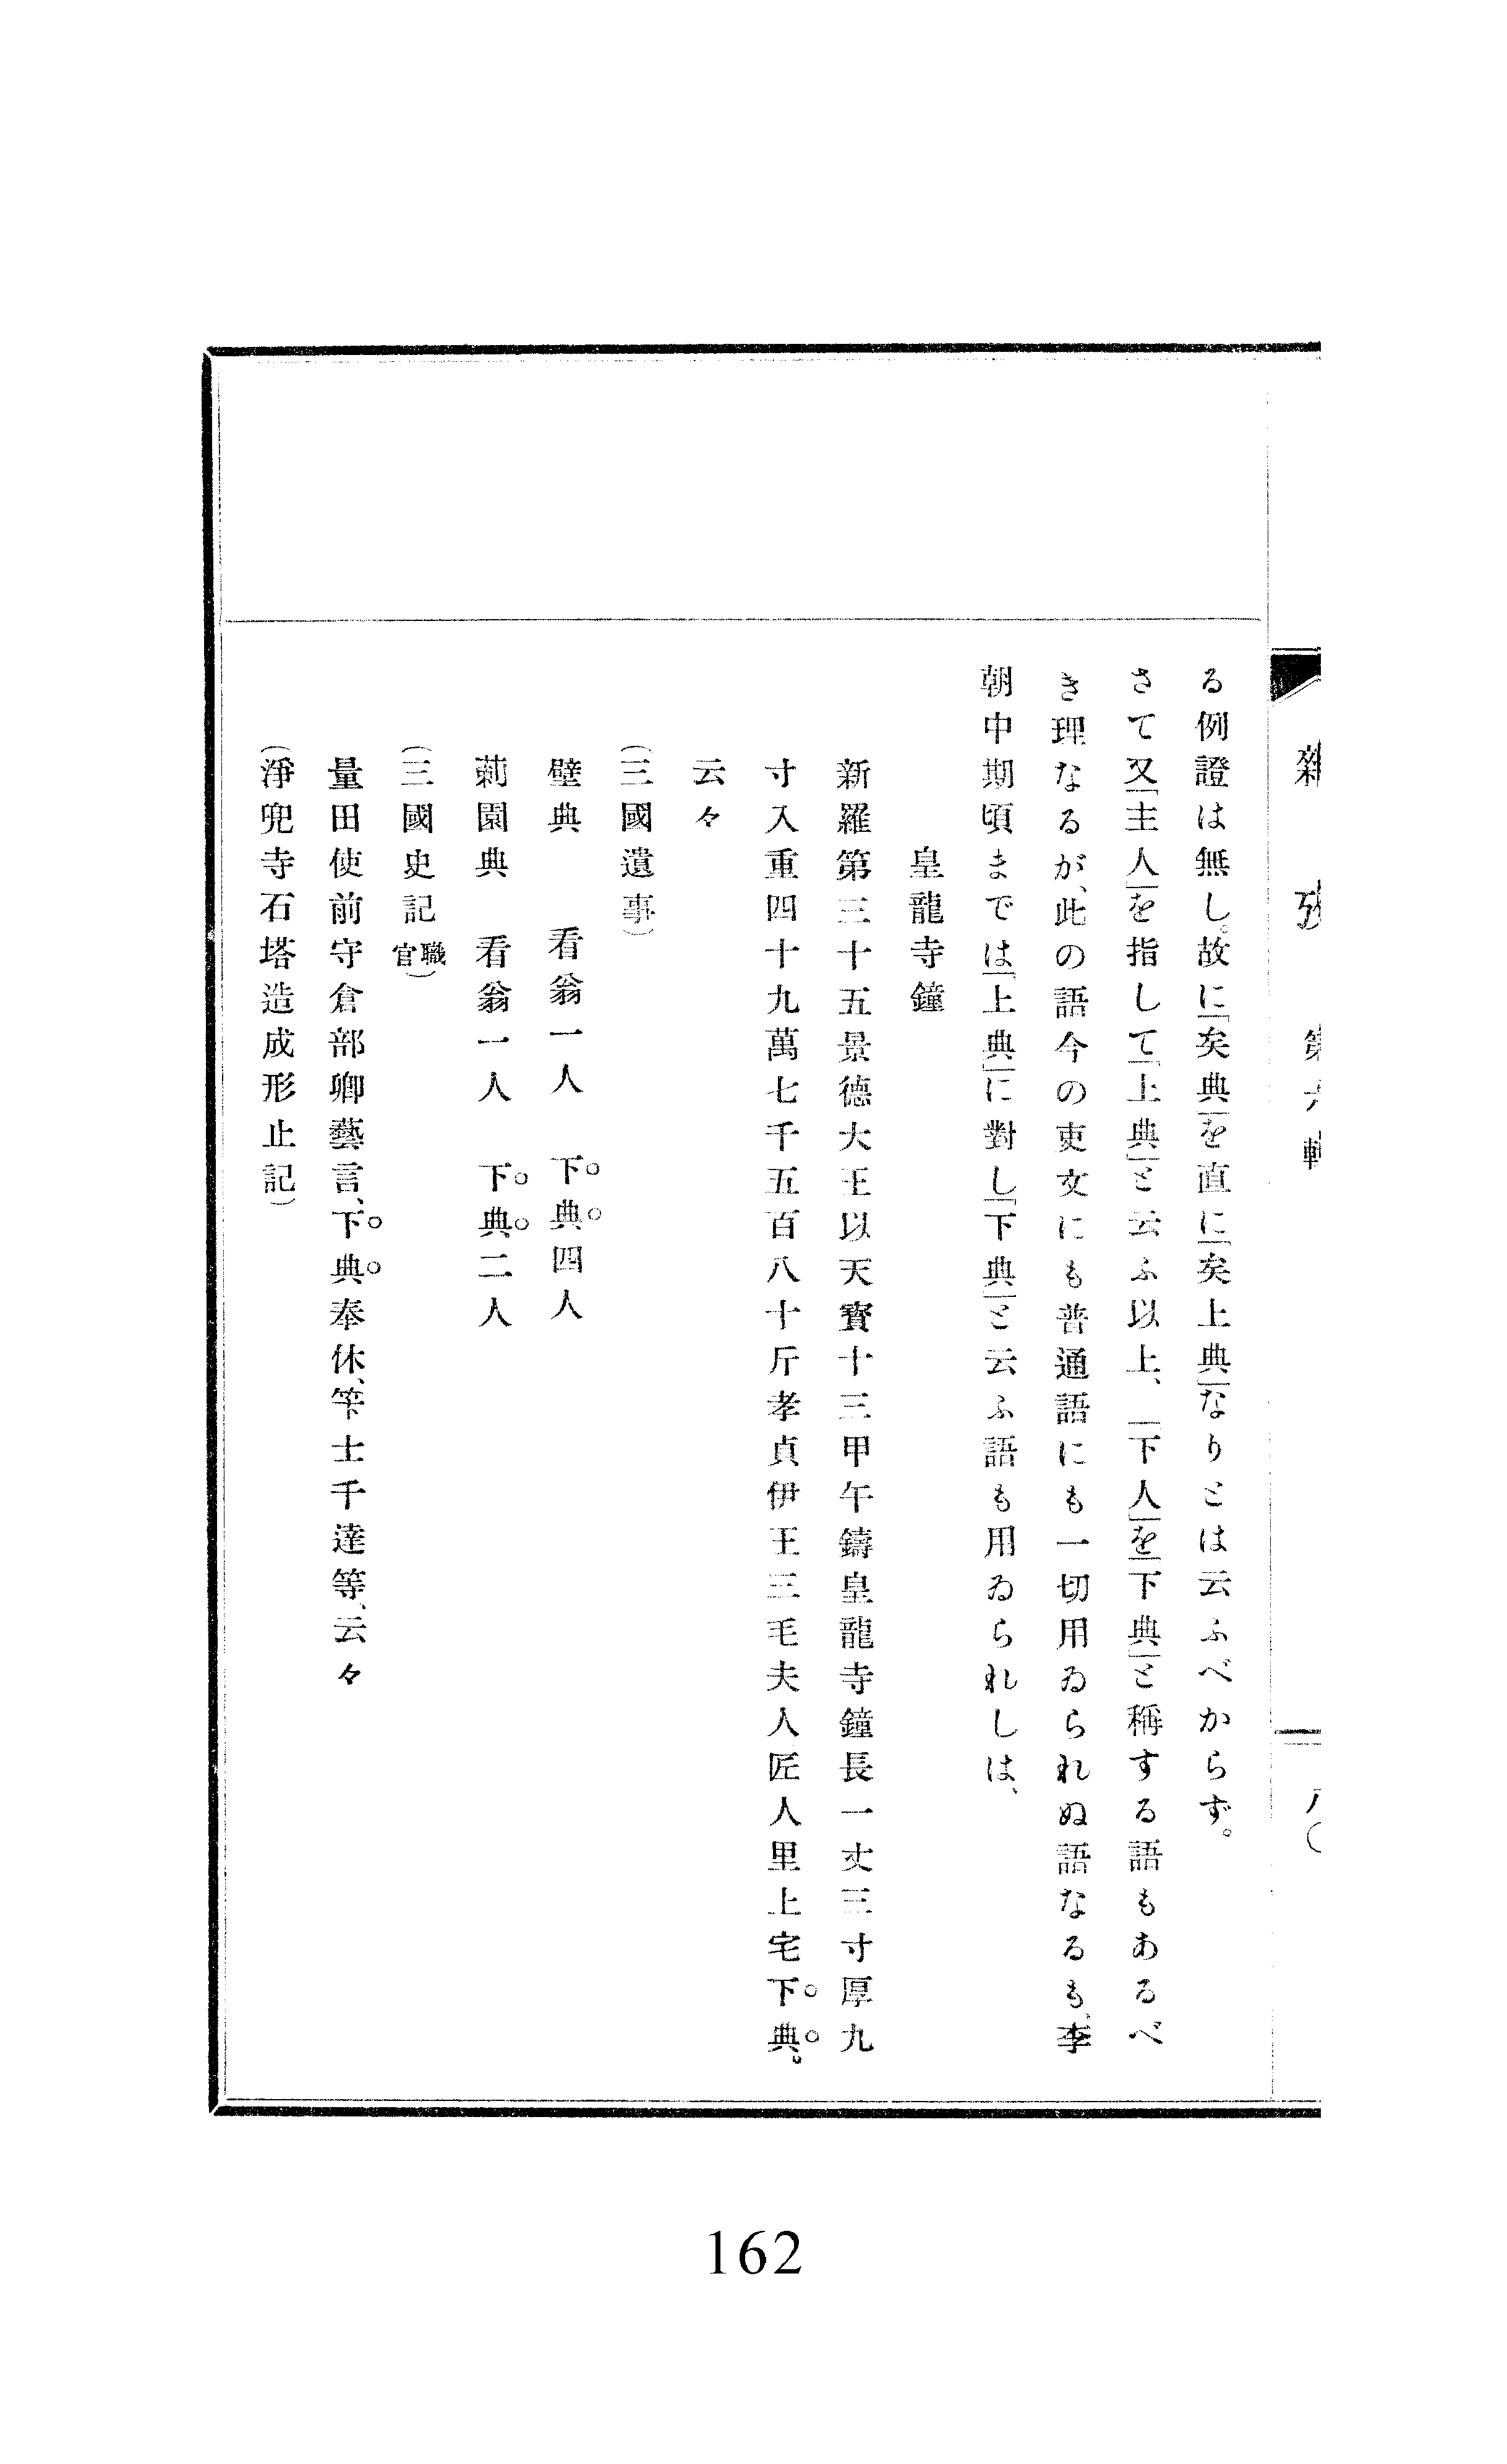 雜攷 第六輯
八〇
る例證は無し。故に「矣典」を直に「矣上典」なりとは云ふべからず。
さて又「主人」を指して「上典」と云ふ以上、「下人」を「下典」と稱する語もあるべ
き理なるが、此の語今の吏文にも普通語にも一切用ゐられぬ語なるも、李
朝中期頃までは「上典」に對し「下典」と云ふ語も用ゐられしは、
皇龍寺鐘
新羅第三十五景德大王以天寶十三甲午鑄皇龍寺鐘長一丈三寸厚九
寸入重四十九萬七千五百八十斤孝貞伊王三毛夫人匠人里上宅下典。
云々
(三國遺事)
壁典 看翁一人 下典四人
莿園典 看翁一人 下典二人
(三國史記職官)
量田使前守倉部卿藝言、下典奉休、笇士千達等、云々
(淨兜寺石塔造成形止記)
162